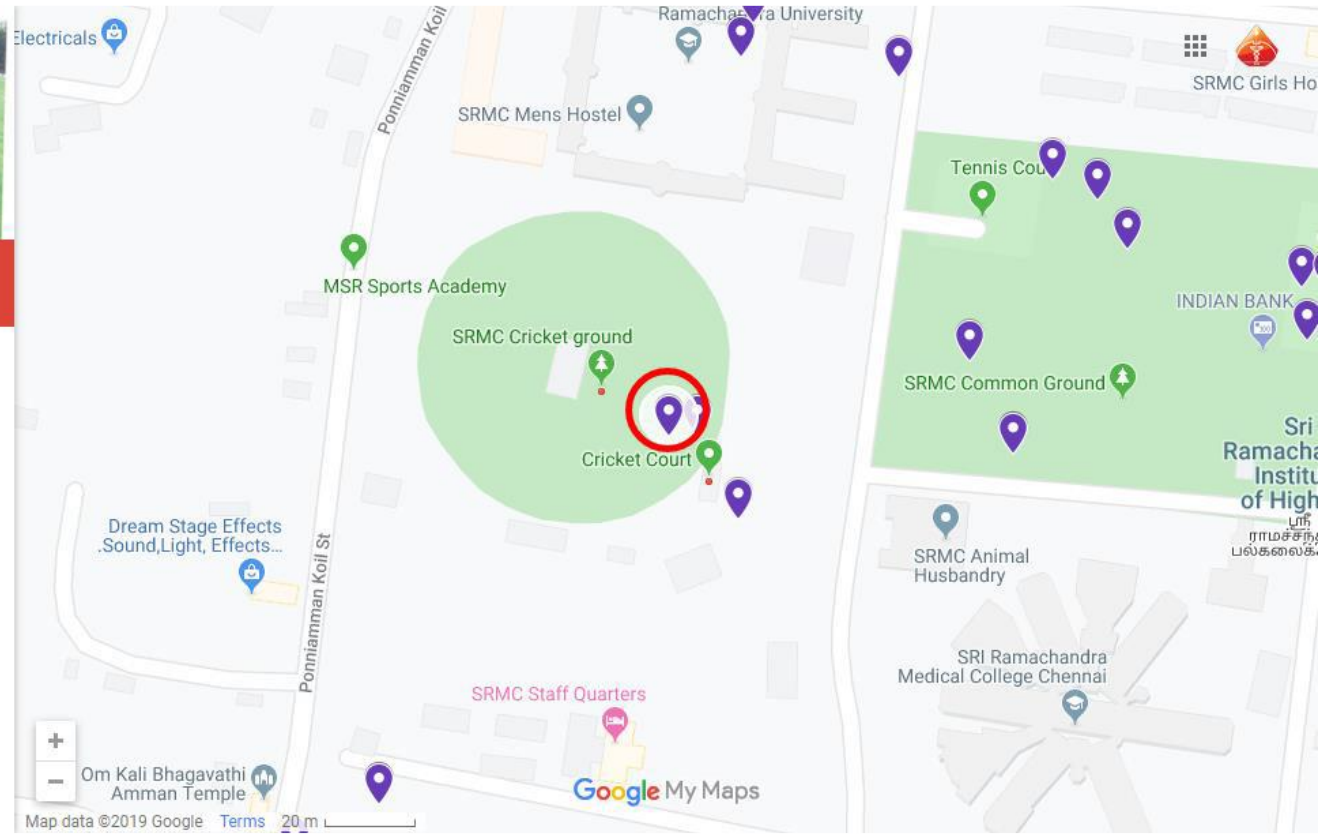 Electricals
Ponniamman Koil
Ramachandra University
SRMC Mens Hostel
SRMC Girls Ho
Tennis Cou
MSR Sports Academy
INDIAN BANK
SRMC Cricket ground
SRMC Common Ground
Cricket Court
Sri
Ramacha
Institu
of High
ஸ்ரீ
ராமச்சந்த
பல்கலைக்க
Dream Stage Effects
.Sound,Light, Effects...
SRMC Animal
Husbandry
Ponniamman Koil St
SRI Ramachandra
Medical College Chennai
SRMC Staff Quarters
+
−
Om Kali Bhagavathi
Amman Temple
Google My Maps
Map data ©2019 Google Terms 20 m